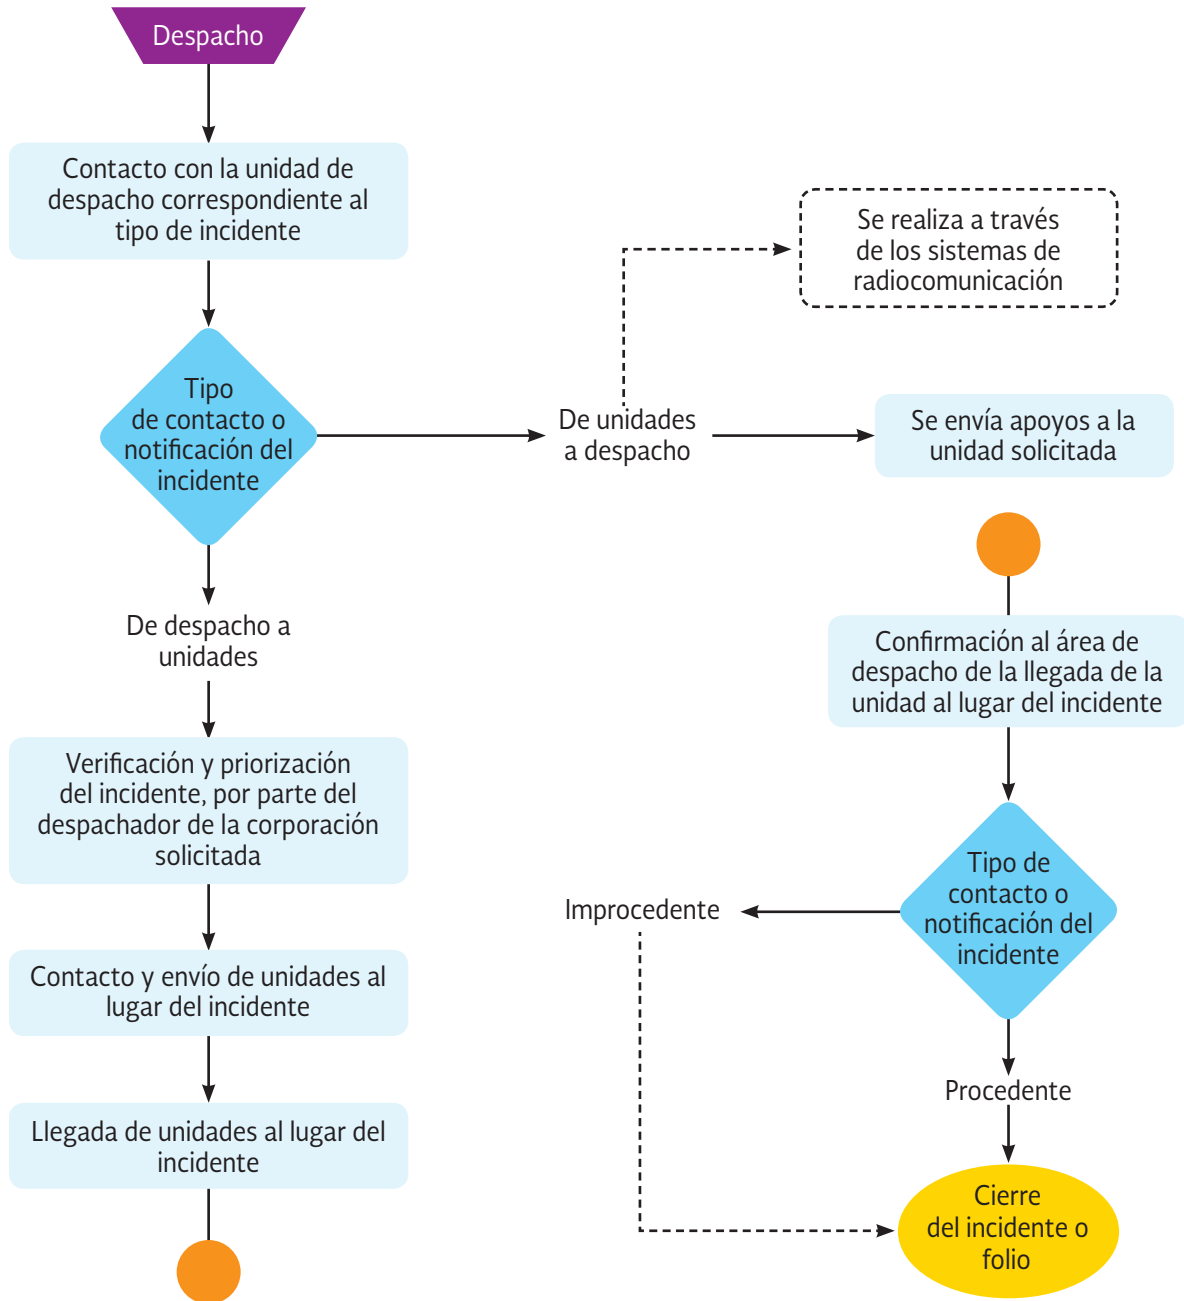 Despacho
Contacto con la unidad de
despacho correspondiente al
tipo de incidente
Se realiza a través
de los sistemas de
radiocomunicación
Tipo
de contacto o
notificación del
incidente
De unidades
a despacho
Se envía apoyos a la
unidad solicitada
De despacho a
unidades
Verificación y priorización
del incidente, por parte del
despachador de la corporación
solicitada
Contacto y envío de unidades al
lugar del incidente
Llegada de unidades al lugar del
incidente
Confirmación al área de
despacho de la llegada de la
unidad al lugar del incidente
Tipo de
contacto o
notificación del
incidente
Improcedente
Procedente
Cierre
del incidente o
folio